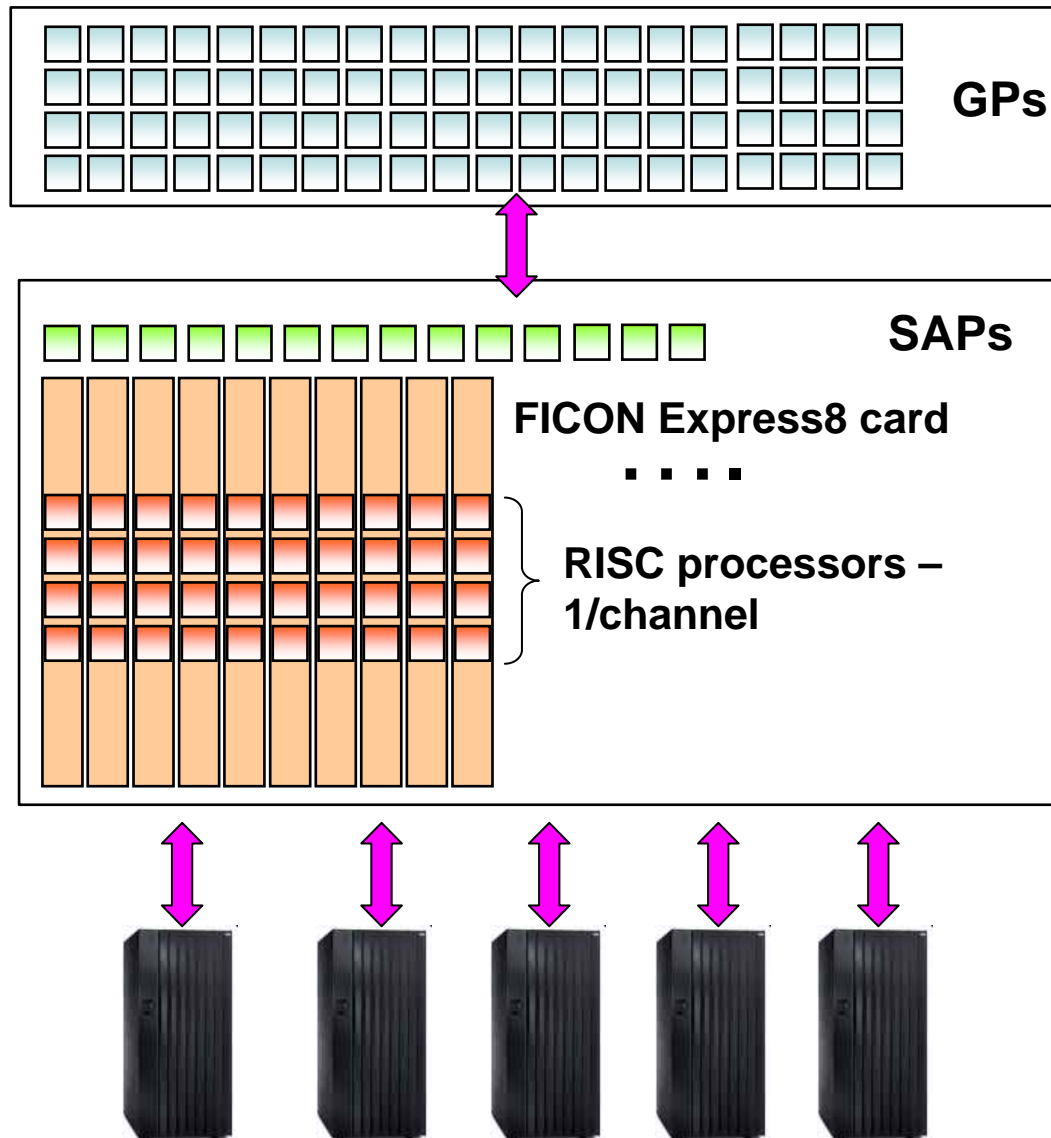 GPs
SAPs
FICON Express8 card
. . . .
RISC processors –
1/channel